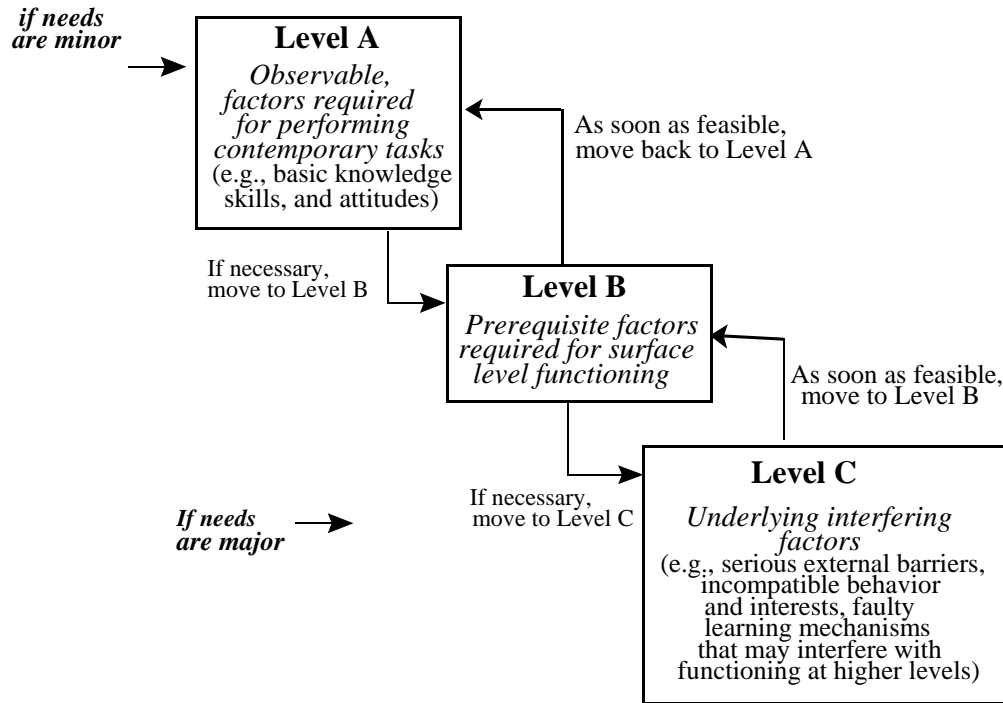 if needs
are minor
Level A
Observable,
factors required
for performing
contemporary tasks
(e.g., basic knowledge
skills, and attitudes)
As soon as feasible,
move back to Level A
If necessary,
move to Level B
Level B
Prerequisite factors
required for surface
level functioning
As soon as feasible,
move to Level B
If necessary,
move to Level C
If needs
are major
Level C
Underlying interfering
factors
(e.g., serious external barriers,
incompatible behavior
and interests, faulty
learning mechanisms
that may interfere with
functioning at higher levels)